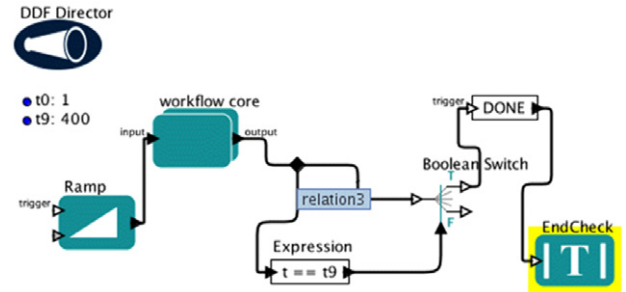 DDF Director
t0: 1
t9: 400
workflow core
input
output
trigger
DONE
Boolean Switch
T
F
relation3
Ramp
trigger
Expression
t == t9
EndCheck
T